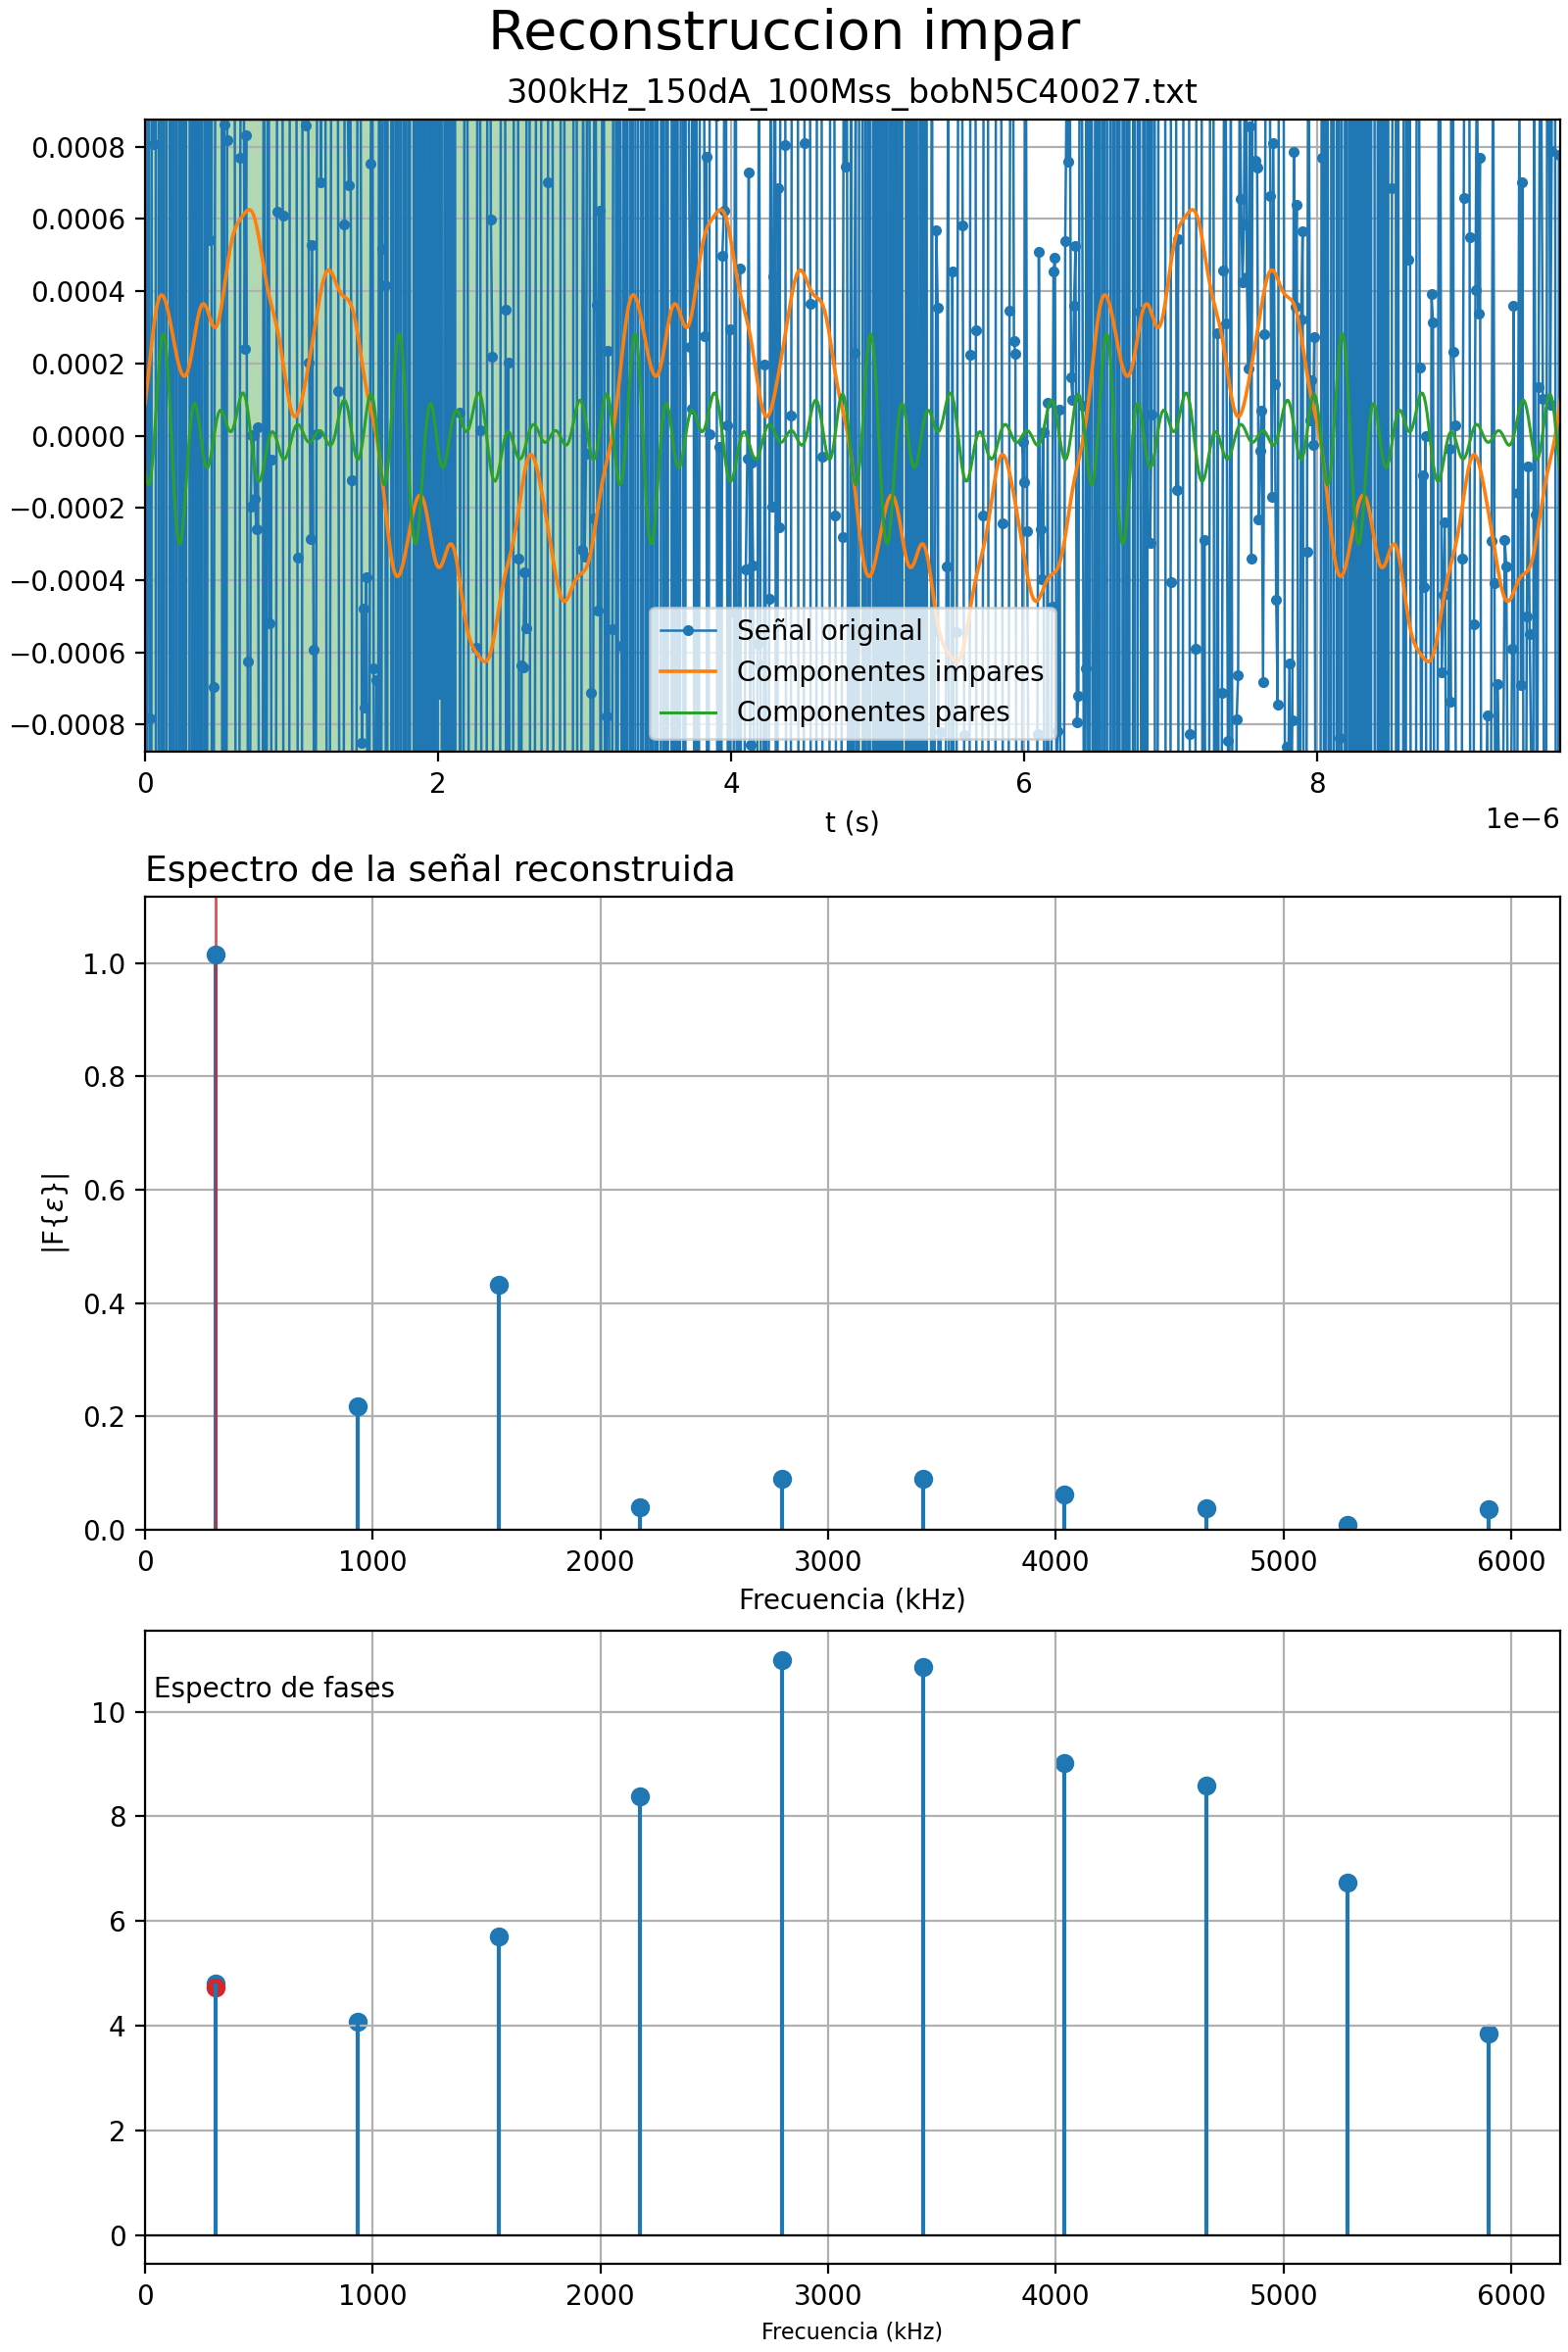 Reconstruccion impar
300kHz_150dA_100Mss_bobN5C40027.txt
0.0008
0.0006
0.0004
0.0002
0.0000
−0.0002
−0.0004
−0.0006
−0.0008
Señal original
Componentes impares
Componentes pares
0 2 4 6 8
t (s)
1e−6
Espectro de la señal reconstruida
1.0
0.8
0.6
0.4
0.2
0.0
|F{ε}|
0 1000 2000 3000 4000 5000 6000
Frecuencia (kHz)
Espectro de fases
10
8
6
4
2
0
0 1000 2000 3000 4000 5000 6000
Frecuencia (kHz)